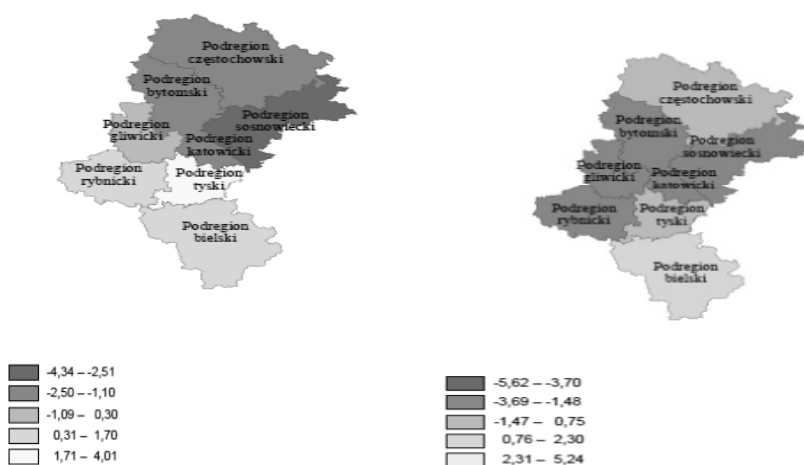 Podregion
częstochowski
Podregion
bytomski
Podregion
sosnowiecki
Podregion
gliwicki
Podregion
katowicki
Podregion
rybnicki
Podregion
tyski
Podregion
bielski
-4,34 – -2,51
-2,50 – -1,10
-1,09 – 0,30
0,31 – 1,70
1,71 – 4,01
Podregion
częstochowski
Podregion
bytomski
Podregion
sosnowiecki
Podregion
gliwicki
Podregion
katowicki
Podregion
rybnicki
Podregion
tyski
Podregion
bielski
-5,62 – -3,70
-3,69 – -1,48
-1,47 – 0,75
0,76 – 2,30
2,31 – 5,24